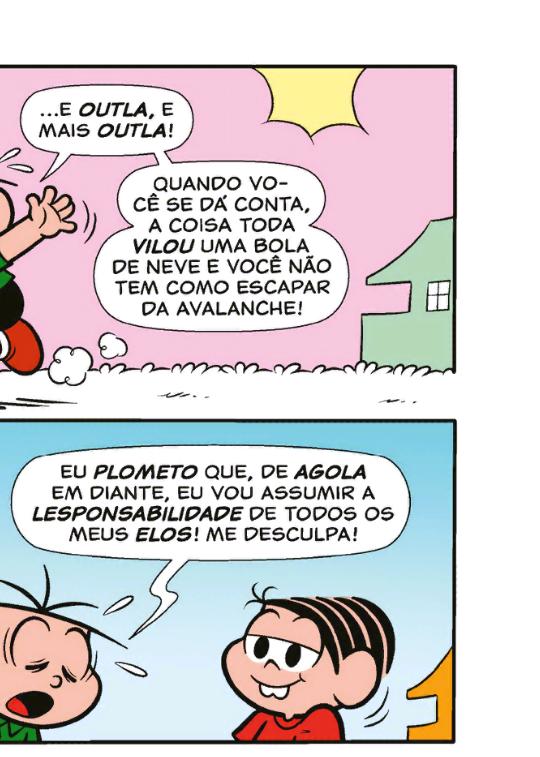 ...E OUTLA, E
MAIS OUTLA!
QUANDO VO-
CÊ SE DÁ CONTA,
A COISA TODA
VILOU UMA BOLA
DE NEVE E VOCÊ NÃO
TEM COMO ESCAPAR
DA AVALANCHE!
EU PLOMETO QUE, DE AGOLA
EM DIANTE, EU VOU ASSUMIR A
LESPONSABILIDADE DE TODOS OS
MEUS ELOS! ME DESCULPA!